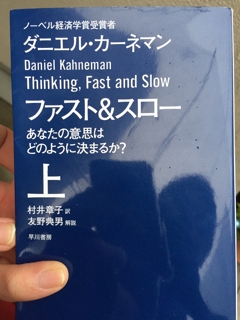 ノーベル経済学賞受賞者
ダニエル・カーネマン
Daniel Kahneman
Thinking, Fast and Slow
ファスト&スロー
あなたの意思は
どのように決まるか?
上
村井章子 訳
友野典男 解説
早川書房